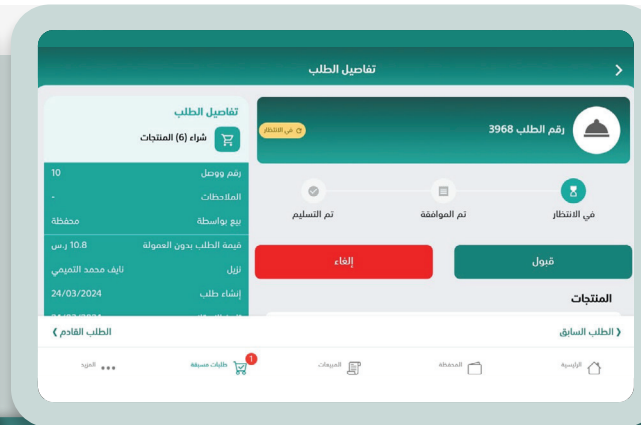 تفاصيل الطلب
رقم الطلب 3968
في الانتظار
في الانتظار
تم الموافقة
تم التسليم
قبول
إلغاء
المنتجات
تفاصيل الطلب
شراء (6) المنتجات
رقم ووصل 10
الملاحظات -
بيع بواسطة محفظة
قيمة الطلب بدون العمولة 10.8 ر.س
نزيل نايف محمد التميمي
إنشاء طلب 24/03/2024
الطلب السابق
الطلب القادم
الرئيسية
المحفظة
المبيعات
طلبات مسبقة 1
المزيد